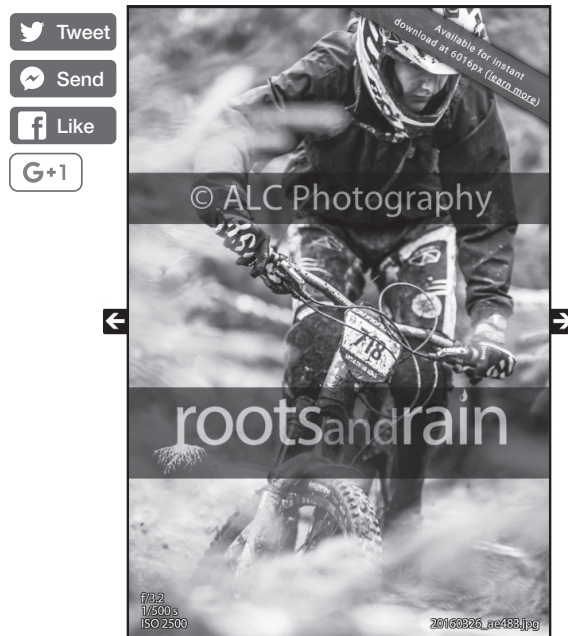 Tweet
Send
Like
G+1
Available for instant
download at 6016px (learn more)
© ALC Photography
718
rootsandrain
f/3.2
1/500 s
ISO 2500
20160326_ae483.jpg